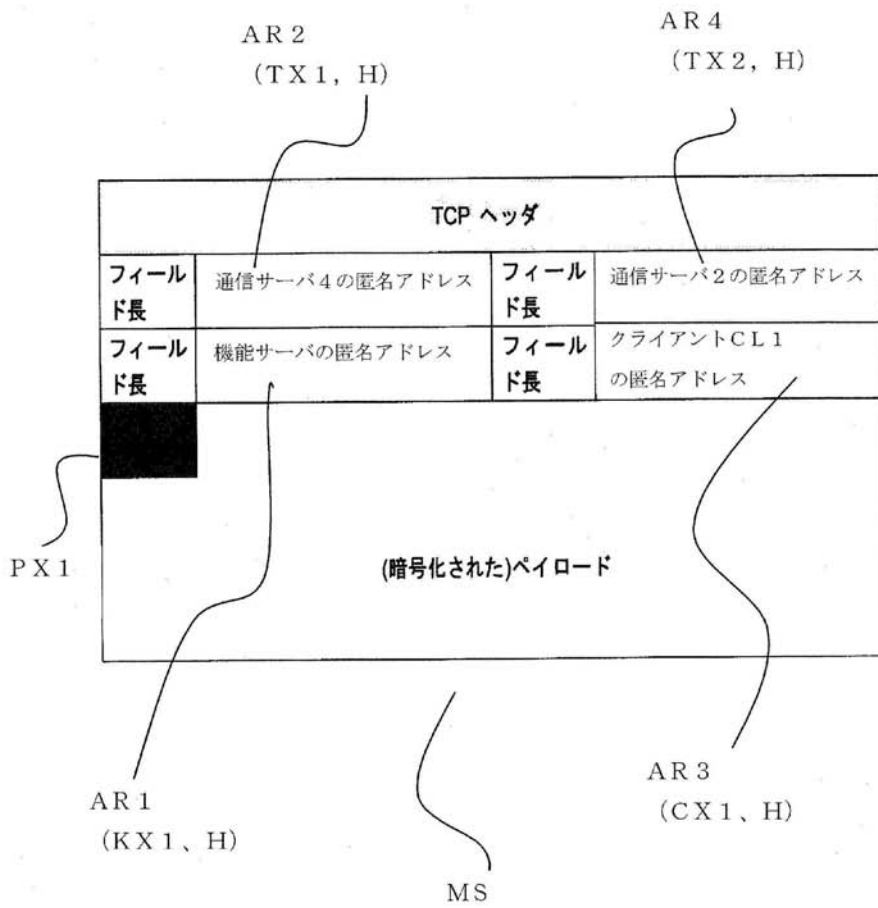 AR2
(TX1, H)
AR4
(TX2, H)
TCP ヘッダ
フィール
ド長
通信サーバ4の匿名アドレス
フィール
ド長
通信サーバ2の匿名アドレス
フィール
ド長
機能サーバの匿名アドレス
フィール
ド長
クライアントCL1
の匿名アドレス
PX1
(暗号化された)ペイロード
AR1
(KX1、H)
AR3
(CX1、H)
MS